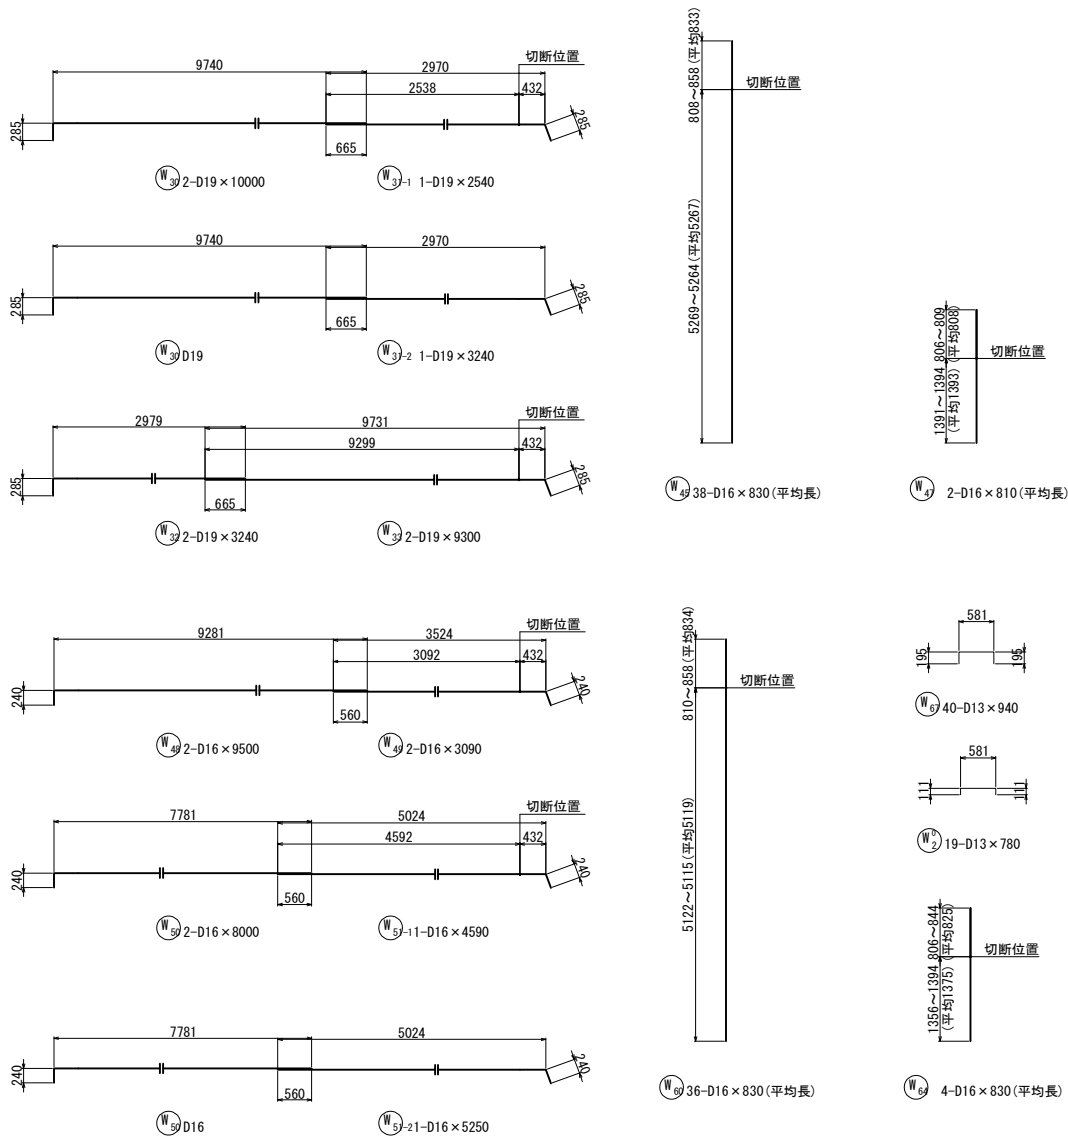 切断位置
9740
2970
2538
432
285
285
665
W30 2-D19×10000
W31-1 1-D19×2540
9740
2970
285
285
665
W30 D19
W31-2 1-D19×3240
切断位置
2979
9731
9299
432
285
285
665
W32 2-D19×3240
W33 2-D19×9300
808～858(平均833)
切断位置
5269～5264(平均5267)
W45 38-D16×830(平均長)
806～809
(平均808)
切断位置
1391～1394
(平均1393)
W47 2-D16×810(平均長)
切断位置
9281
3524
3092
432
240
240
560
W48 2-D16×9500
W49 2-D16×3090
切断位置
7781
5024
4592
432
240
240
560
W50 2-D16×8000
W51-1 1-D16×4590
7781
5024
240
240
560
W50 D16
W51-2 1-D16×5250
810～858(平均834)
切断位置
5122～5115(平均5119)
W60 36-D16×830(平均長)
581
195
195
W67 40-D13×940
581
111
111
W02 19-D13×780
806～844
(平均825)
切断位置
1356～1394
(平均1375)
W64 4-D16×830(平均長)